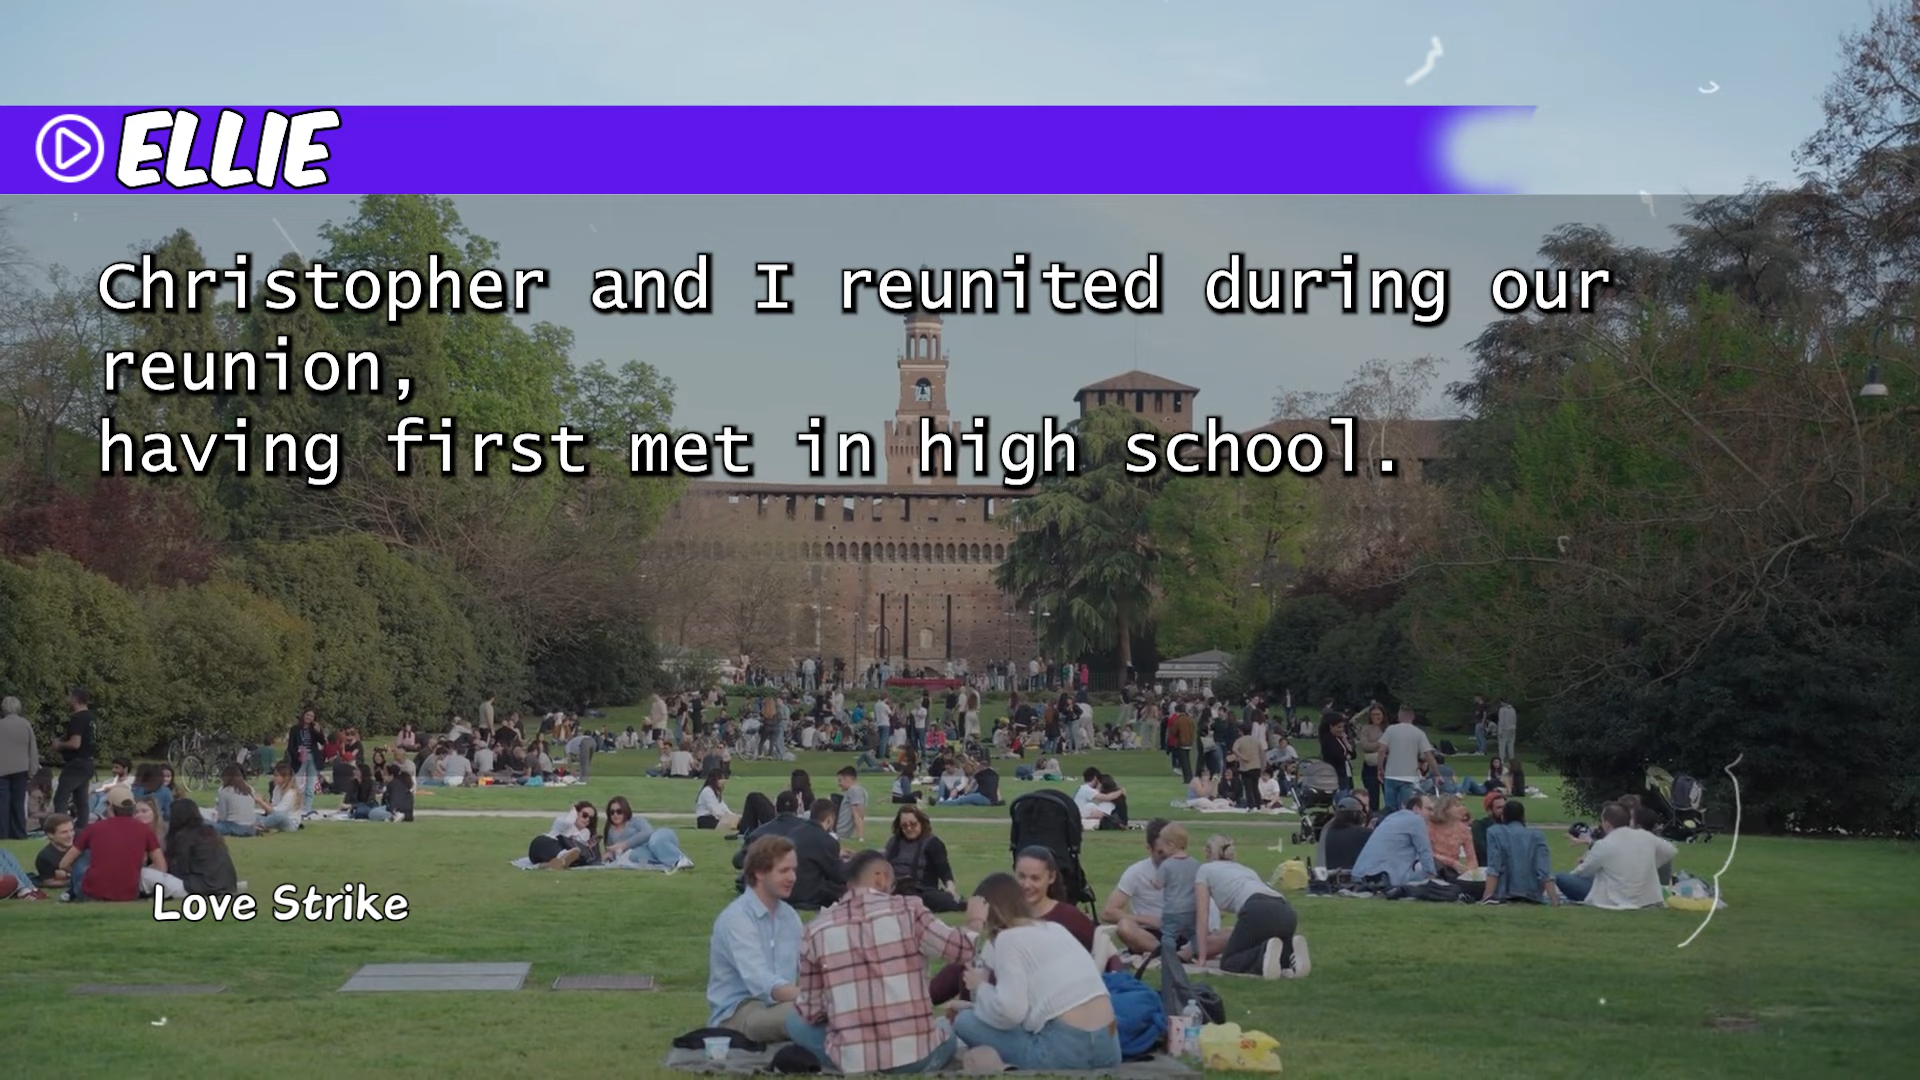 ELLIE
Christopher and I reunited during our
reunion,
having first met in high school.
Love Strike